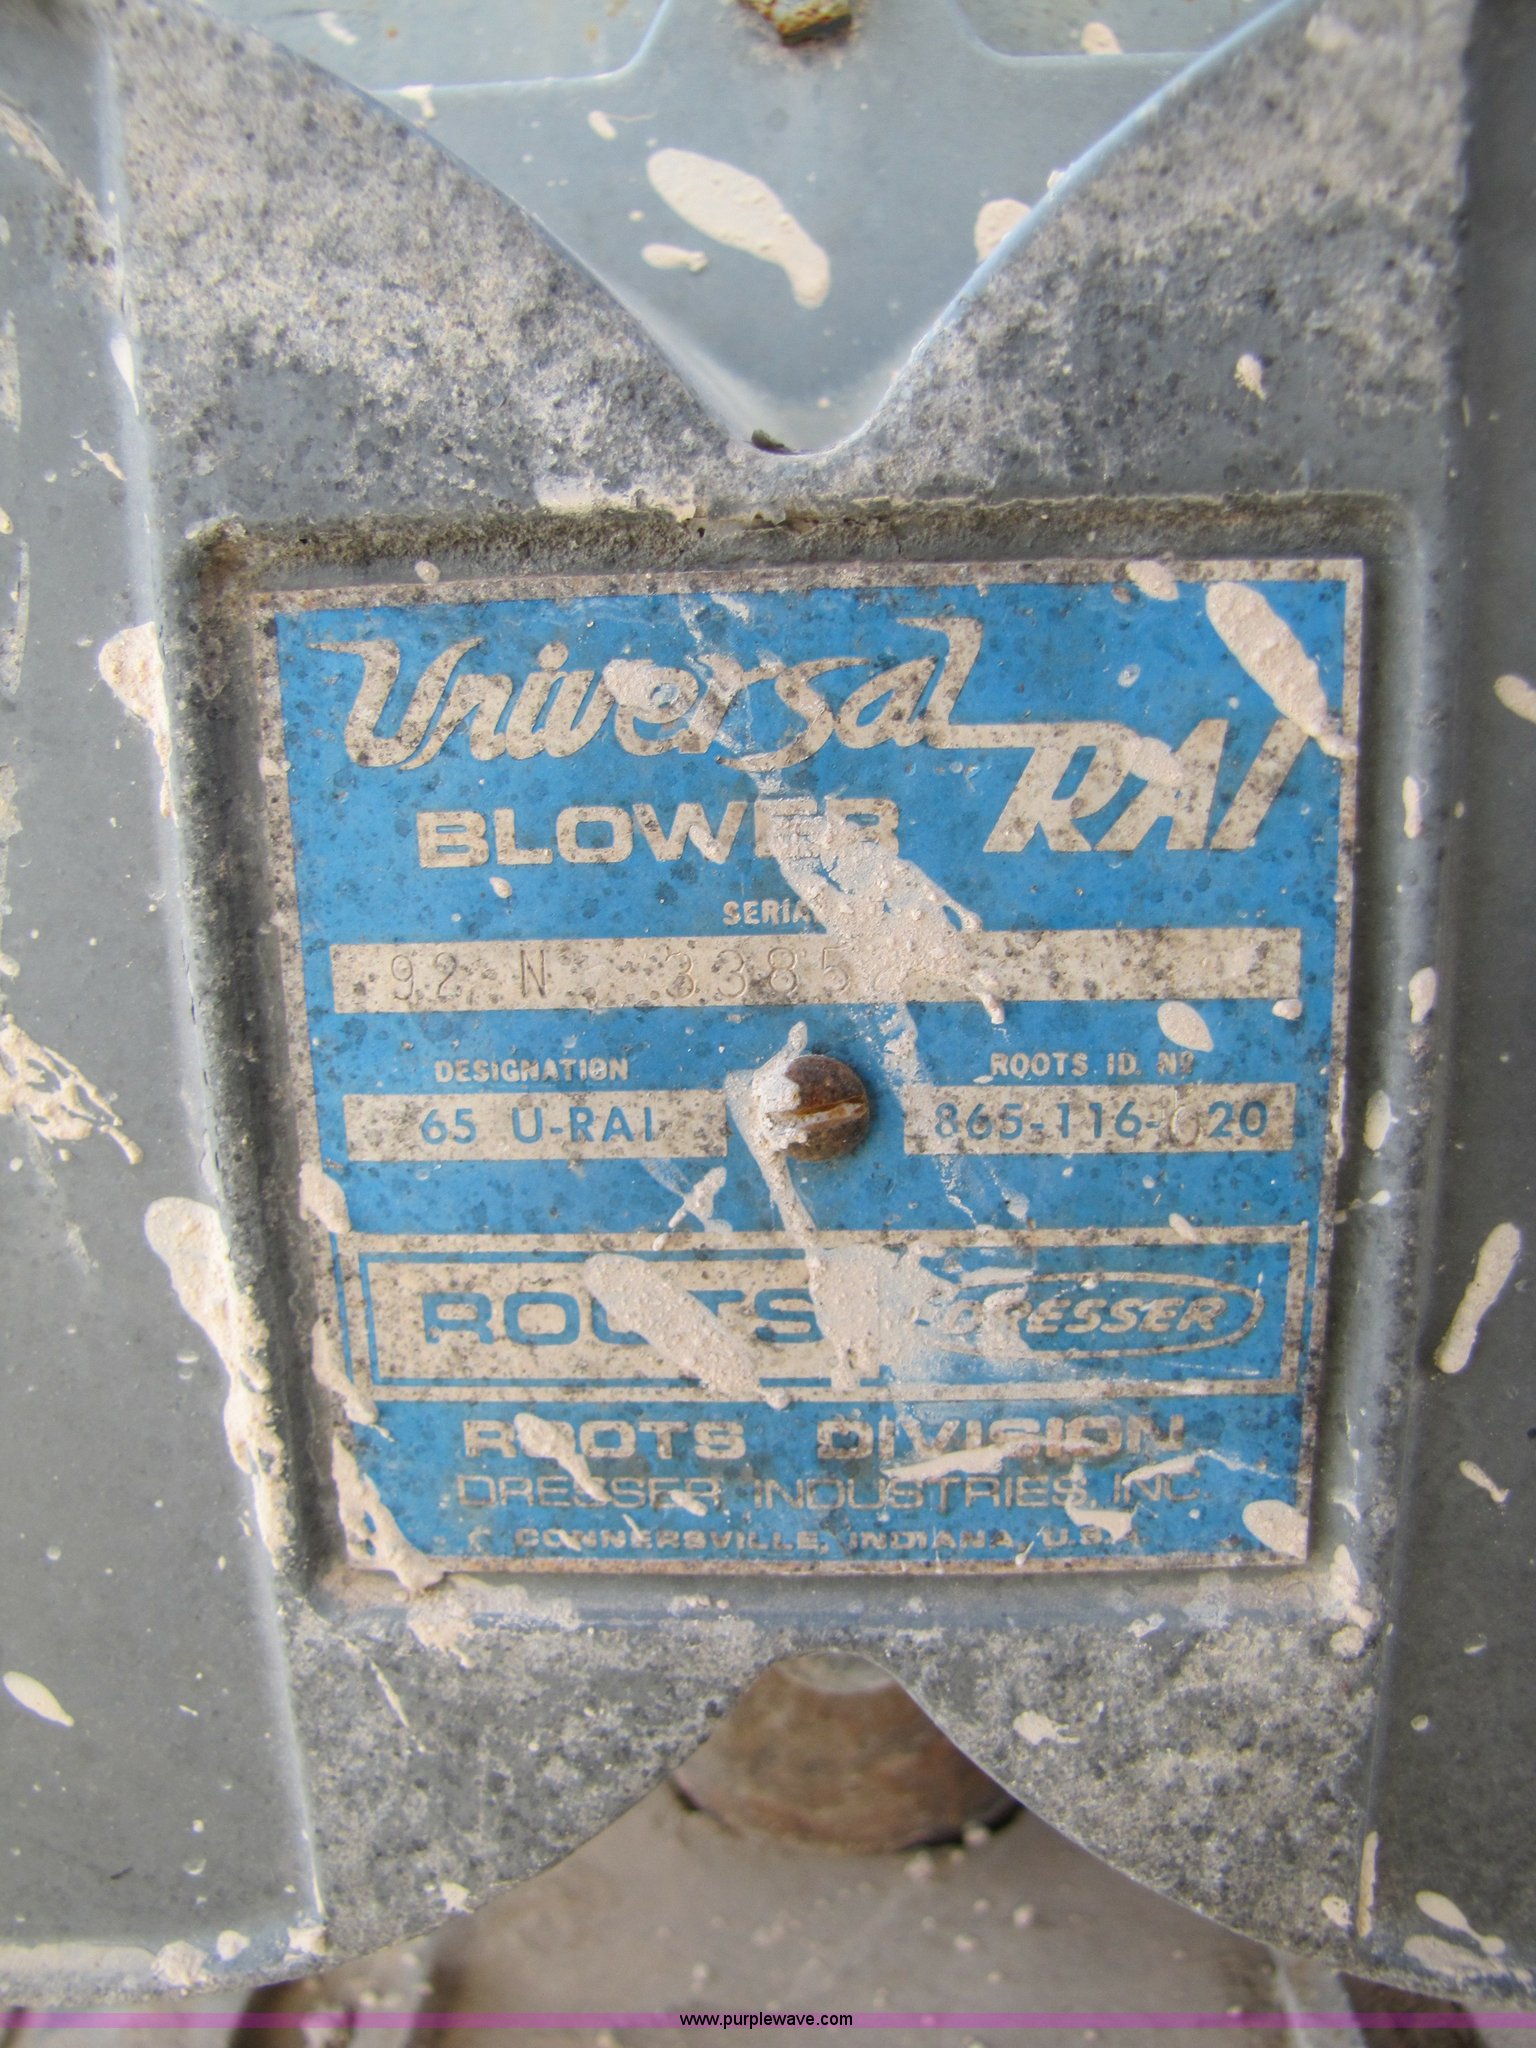 Universal RAI
BLOWER
SERIAL
92 N 3385
DESIGNATION
ROOTS ID. Nº
65 U-RAI
865-116-620
ROOTS
DRESSER
ROOTS DIVISION
DRESSER INDUSTRIES, INC
CONNERSVILLE, INDIANA, U.S.A.
www.purplewave.com